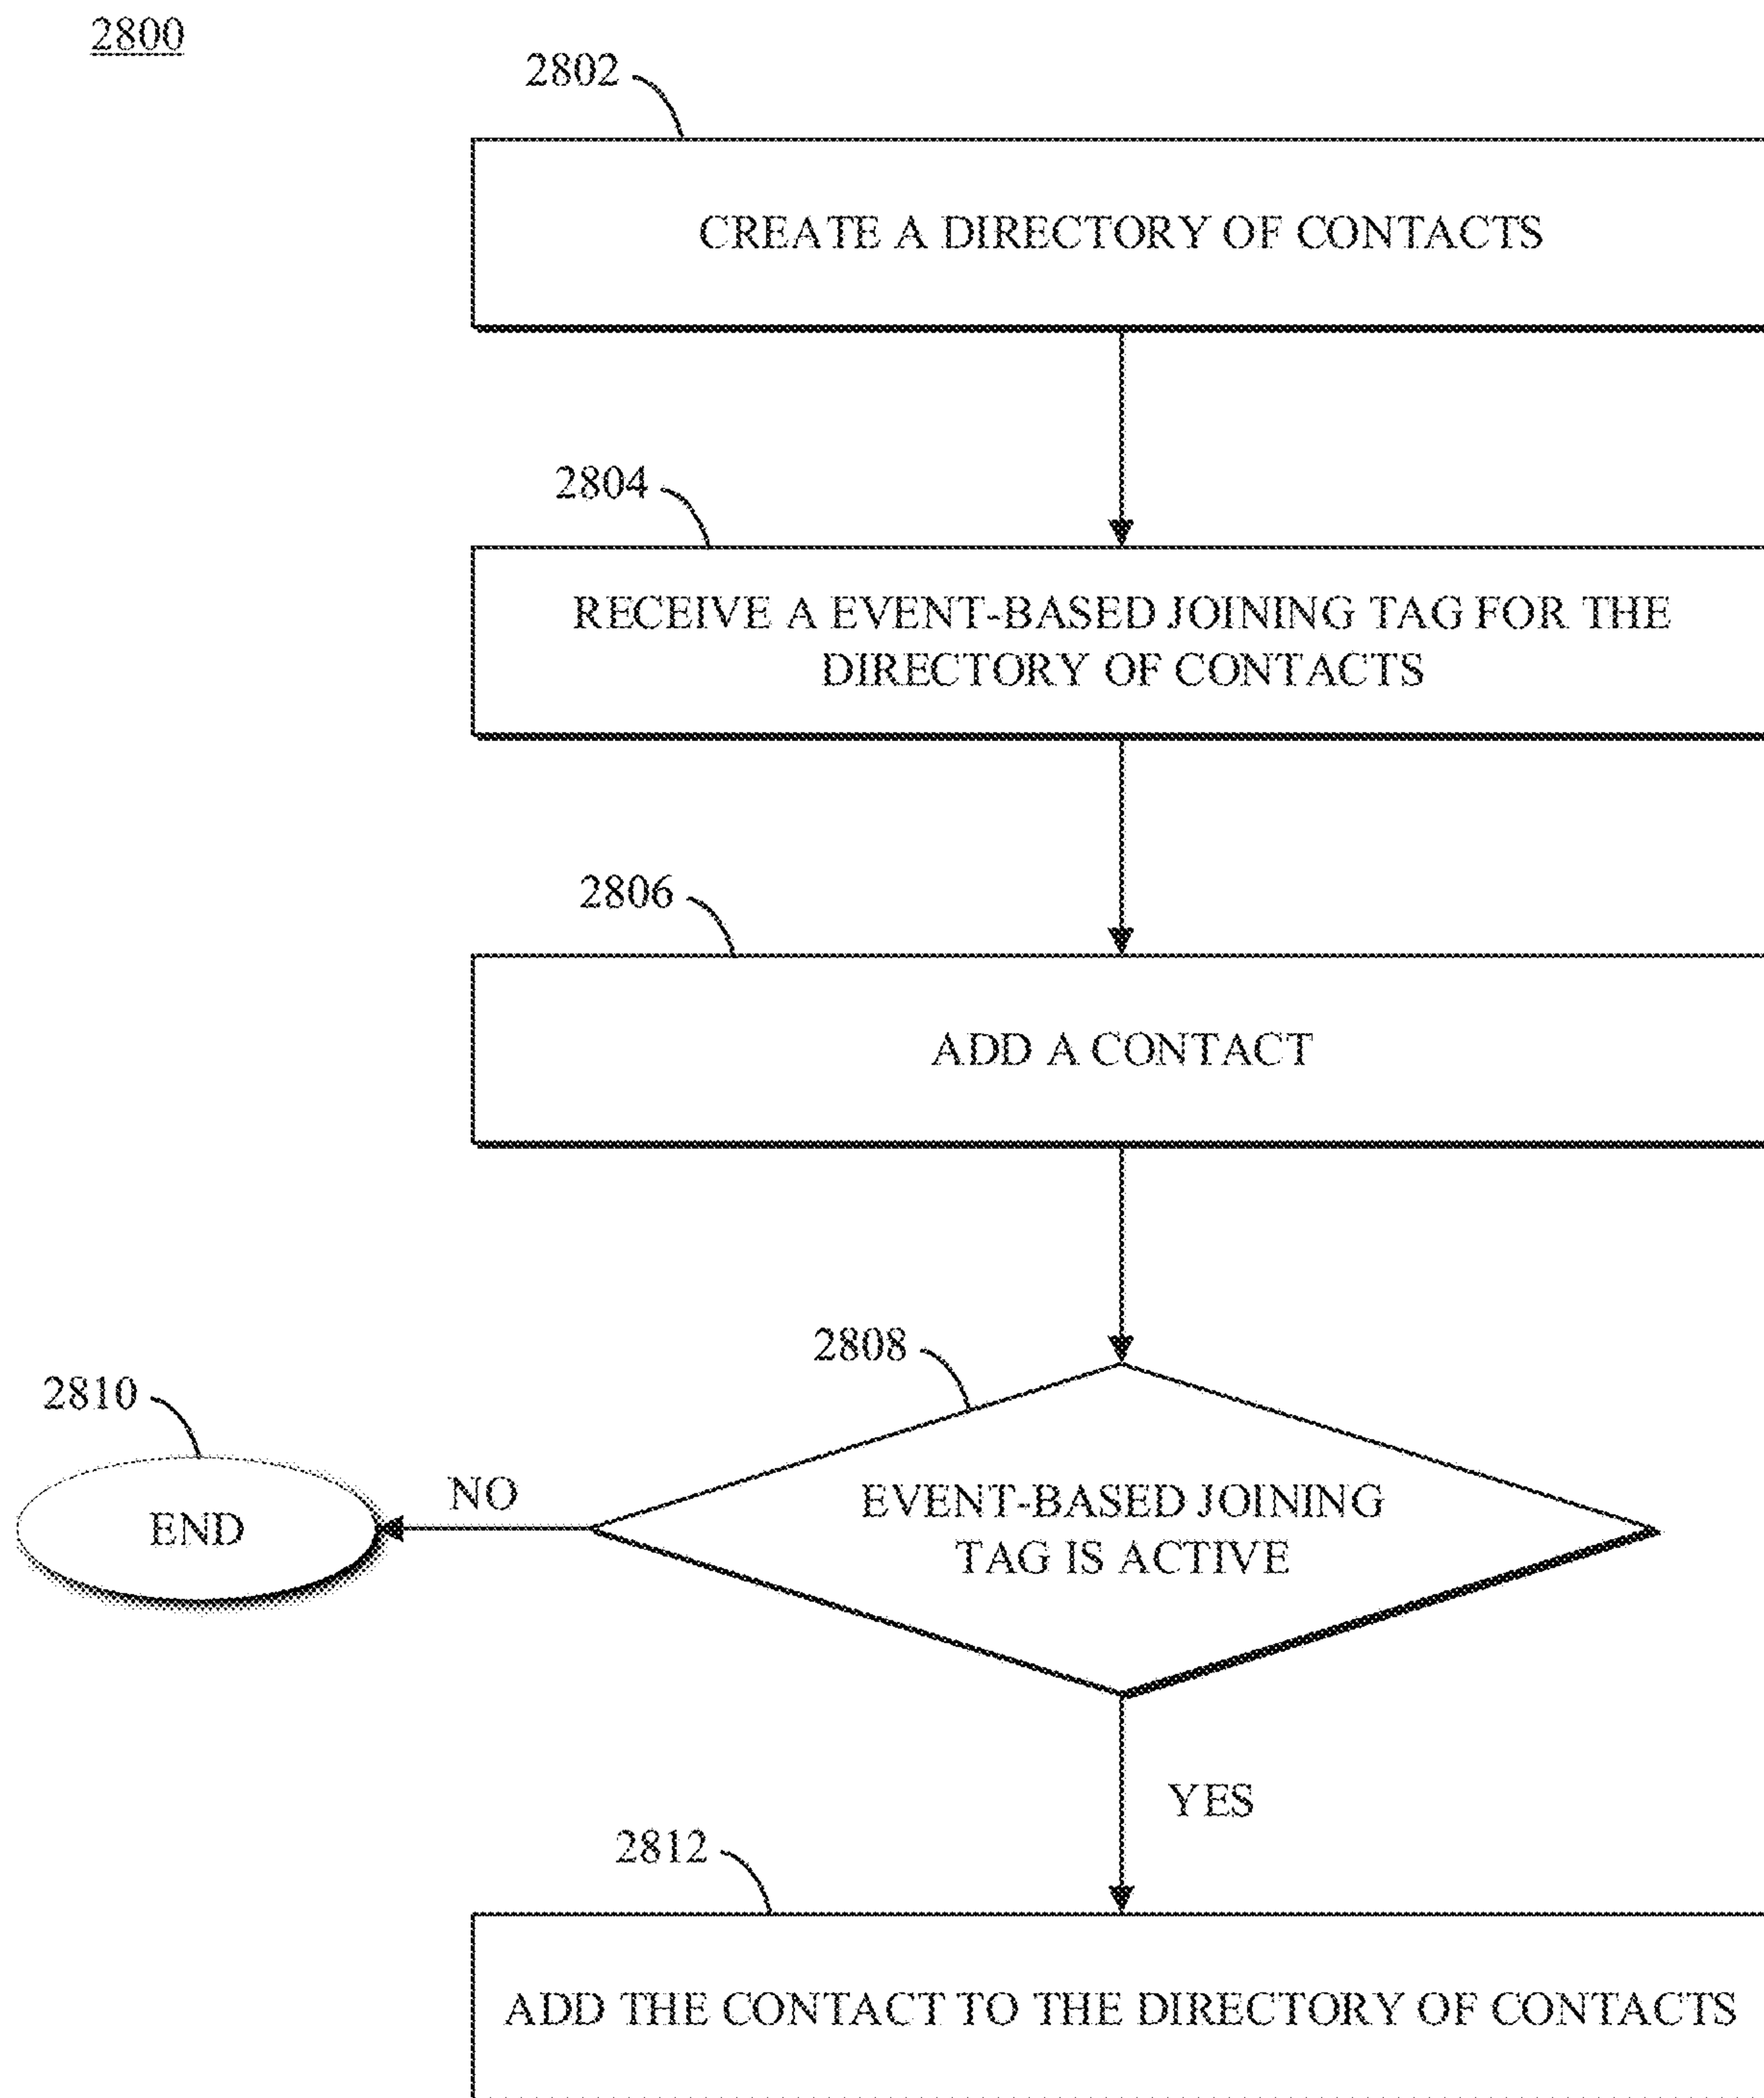 2800
2802
CREATE A DIRECTORY OF CONTACTS
2804
RECEIVE A EVENT-BASED JOINING TAG FOR THE
DIRECTORY OF CONTACTS
2806
ADD A CONTACT
2808
2810
EVENT-BASED JOINING
TAG IS ACTIVE
NO
END
YES
2812
ADD THE CONTACT TO THE DIRECTORY OF CONTACTS